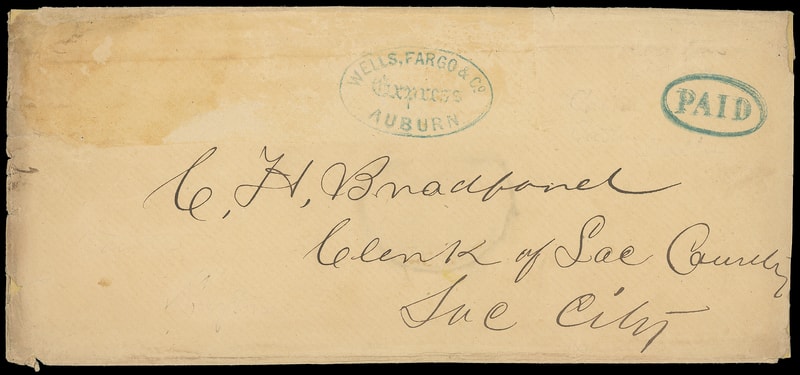 WELLS, FARGO & Co
Express
AUBURN
PAID
C. H. Bradford
Clerk of Sac County
Sac City